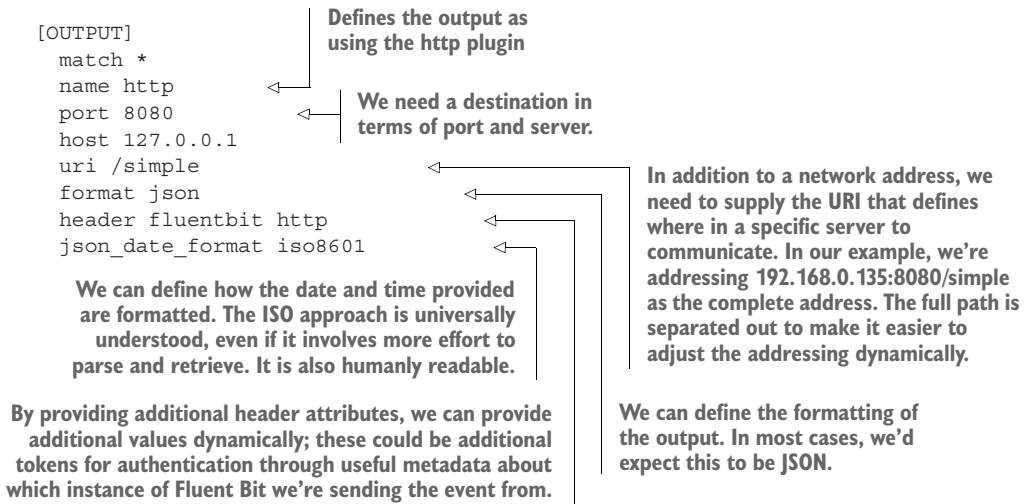 [OUTPUT]
match *
name http
port 8080
host 127.0.0.1
uri /simple
format json
header fluentbit http
json_date_format iso8601
Defines the output as
using the http plugin
We need a destination in
terms of port and server.
In addition to a network address, we
need to supply the URI that defines
where in a specific server to
communicate. In our example, we're
addressing 192.168.0.135:8080/simple
as the complete address. The full path is
separated out to make it easier to
adjust the addressing dynamically.
We can define how the date and time provided
are formatted. The ISO approach is universally
understood, even if it involves more effort to
parse and retrieve. It is also humanly readable.
By providing additional header attributes, we can provide
additional values dynamically; these could be additional
tokens for authentication through useful metadata about
which instance of Fluent Bit we're sending the event from.
We can define the formatting of
the output. In most cases, we'd
expect this to be JSON.